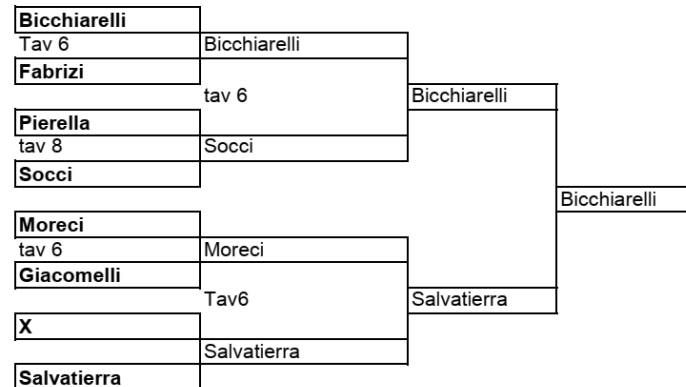 Bicchiarelli
Tav 6 Bicchiarelli
Fabrizi
tav 6 Bicchiarelli
Pierella
tav 8 Socci
Socci
Bicchiarelli
Moreci
tav 6 Moreci
Giacomelli
Tav6 Salvatierra
X
Salvatierra
Salvatierra